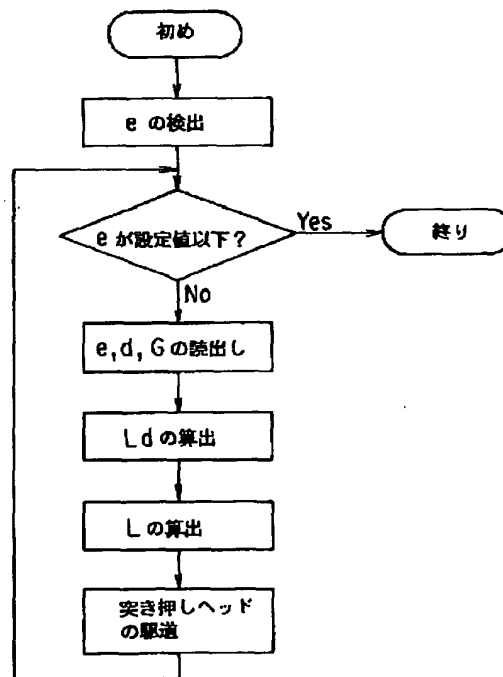 初め
e の検出
e が設定値以下？
Yes
終り
No
e,d,G の読出し
Ld の算出
L の算出
突き押しヘッド
の駆道